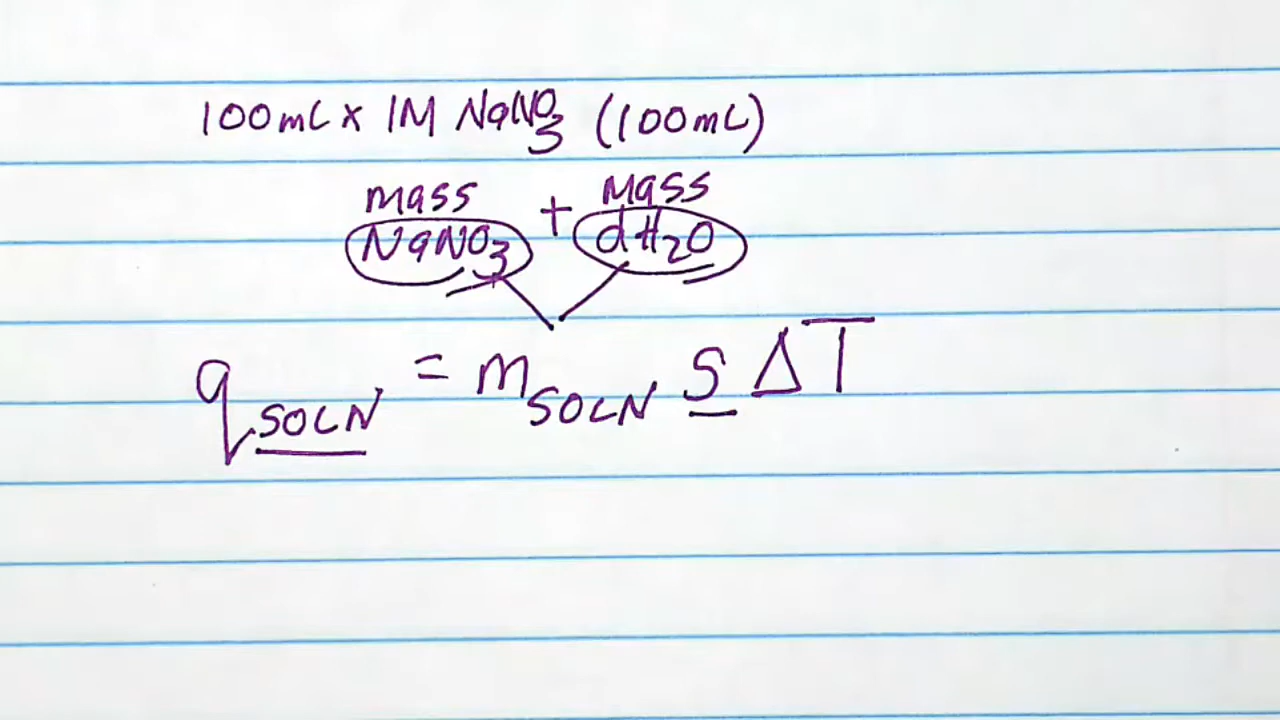 100mL x 1M NaNO₃ (100mL)
mass + mass
NaNO₃ dH₂O
q SOLN = m SOLN S ΔT